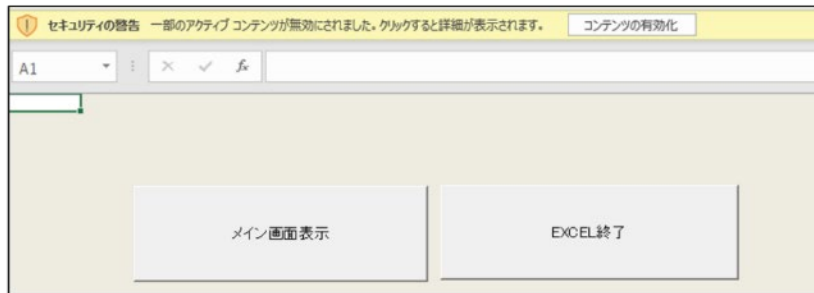 セキュリティの警告 一部のアクティブ コンテンツが無効にされました。クリックすると詳細が表示されます。 コンテンツの有効化
A1 fx
メイン画面表示 EXCEL終了